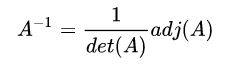 A⁻¹ = \frac{1}{det(A)} adj(A)